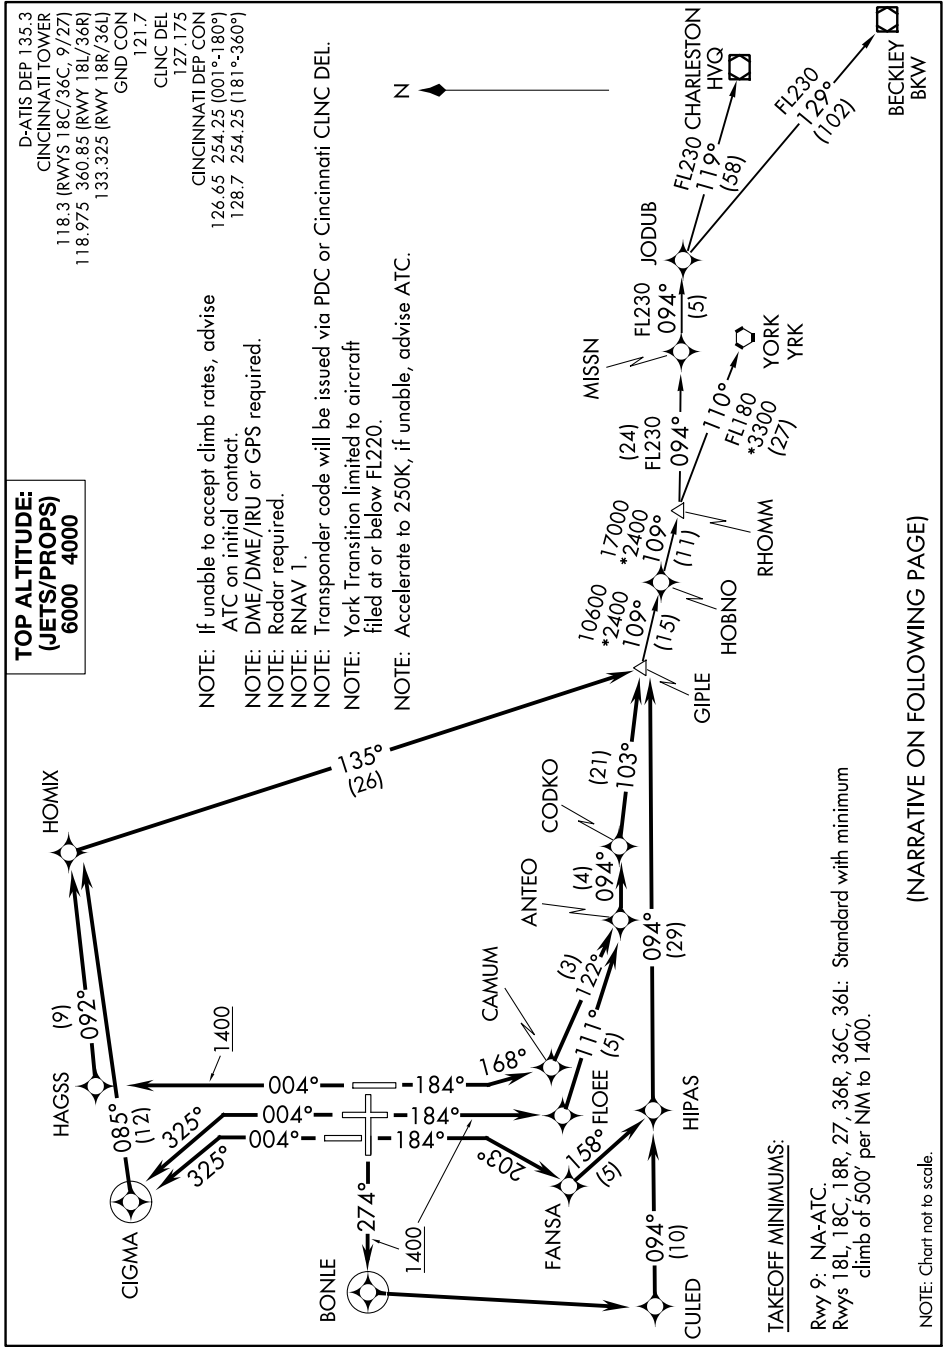 TOP ALTITUDE:
(JETS/PROPS)
6000 4000
D-ATIS DEP 135.3
CINCINNATI TOWER
118.3 (RWYS 18C/36C, 9/27)
118.975 360.85 (RWY 18L/36R)
133.325 (RWY 18R/36L)
GND CON
121.7
CLNC DEL
127.175
CINCINNATI DEP CON
126.65 254.25 (001°-180°)
128.7 254.25 (181°-360°)
NOTE: If unable to accept climb rates, advise
ATC on initial contact.
NOTE: DME/DME/IRU or GPS required.
NOTE: Radar required.
NOTE: RNAV 1.
NOTE: Transponder code will be issued via PDC or Cincinnati CLNC DEL.
NOTE: York Transition limited to aircraft
filed at or below FL220.
NOTE: Accelerate to 250K, if unable, advise ATC.
N
HOMIX
HAGSS
(9)
092°
085°
(12)
CIGMA
135°
(26)
1400
325°
325°
004°
004°
004°
184°
184°
184°
168°
203°
274°
1400
BONLE
CAMUM
(3)
122°
111°
(5)
FLOEE
ANTEO
(4)
094°
CODKO
(21)
103°
FANSA
158°
(5)
HIPAS
094°
(29)
094°
(10)
CULED
GIPLE
10600
*2400
109°
(15)
HOBNO
17000
*2400
109°
(11)
RHOMM
(24)
FL230
094°
MISSN
110°
FL180
*3300
(27)
YORK
YRK
FL230
094°
(5)
JODUB
FL230
119°
(58)
CHARLESTON
HVQ
FL230
129°
(102)
BECKLEY
BKW
TAKEOFF MINIMUMS:
Rwy 9: NA-ATC.
Rwys 18L, 18C, 18R, 27, 36R, 36C, 36L: Standard with minimum
climb of 500' per NM to 1400.
(NARRATIVE ON FOLLOWING PAGE)
NOTE: Chart not to scale.